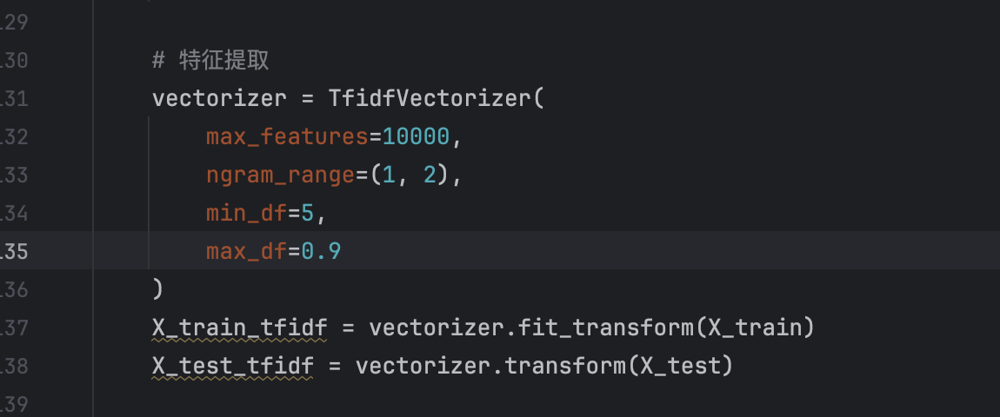 29
30 # 特征提取
31 vectorizer = TfidfVectorizer(
32 max_features=10000,
33 ngram_range=(1, 2),
34 min_df=5,
35 max_df=0.9
36 )
37 X_train_tfidf = vectorizer.fit_transform(X_train)
38 X_test_tfidf = vectorizer.transform(X_test)
39